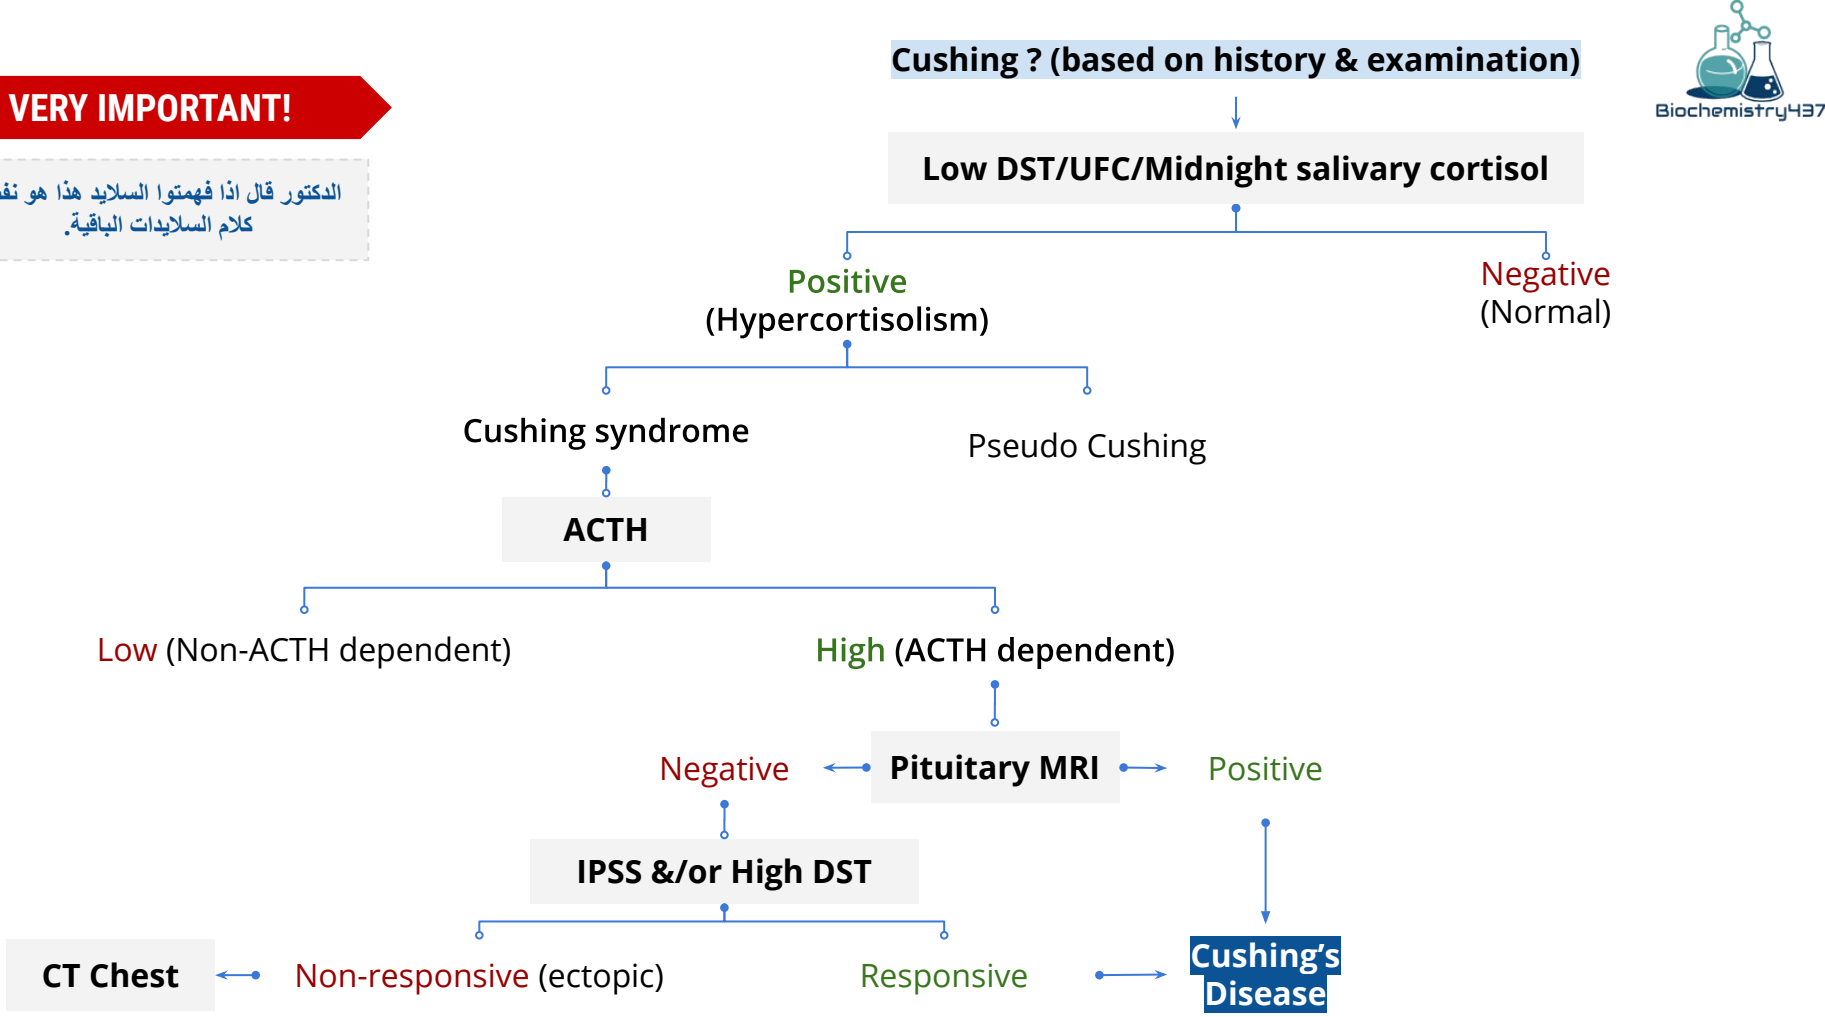 Cushing ? (based on history & examination)
VERY IMPORTANT!
Biochemistry437
Low DST/UFC/Midnight salivary cortisol
الدكتور قال اذا فهمتوا السلايد هذا هو
كلام السلايدات الباقية.
Positive
(Hypercortisolism)
Negative
(Normal)
Cushing syndrome
Pseudo Cushing
ACTH
Low (Non-ACTH dependent)
High (ACTH dependent)
Negative
Pituitary MRI
Positive
IPSS &/or High DST
CT Chest
Non-responsive (ectopic)
Responsive
Cushing’s
Disease